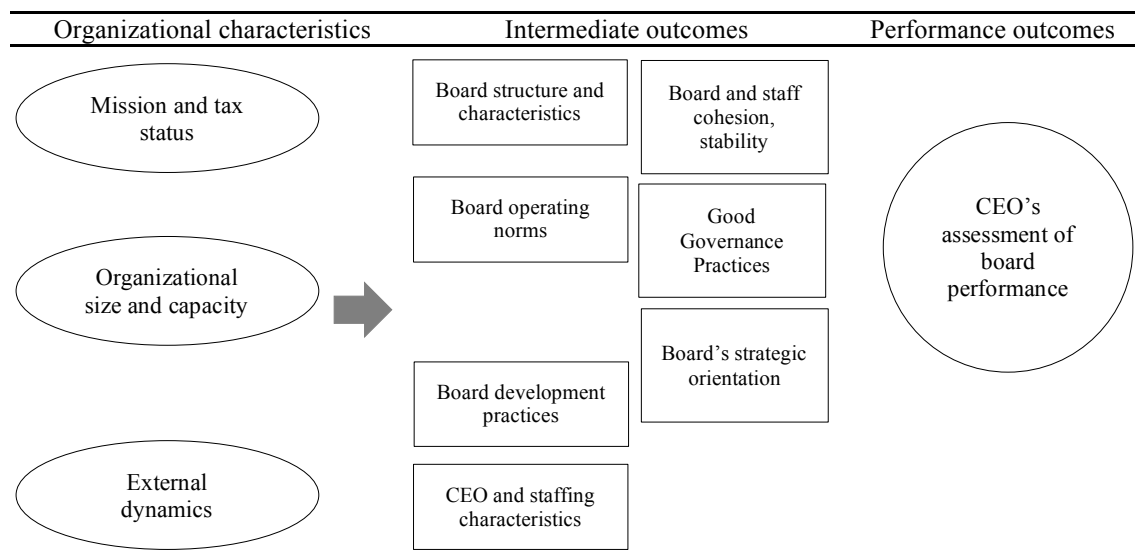 Organizational characteristics
Intermediate outcomes
Performance outcomes
Mission and tax
status
Organizational
size and capacity
External
dynamics
Board structure and
characteristics
Board operating
norms
Board development
practices
CEO and staffing
characteristics
Board and staff
cohesion,
stability
Good
Governance
Practices
Board’s strategic
orientation
CEO’s
assessment of
board
performance